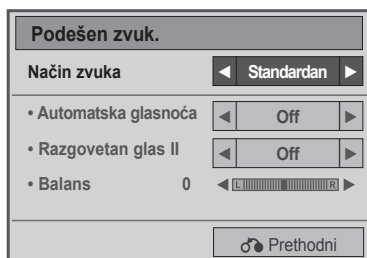 Podešen zvuk.
Način zvuka ◄ Standardan ►
• Automatska glasnoća ◄ Off ►
• Razgovetan glas II ◄ Off ►
• Balans 0 ◄ L R ►
Prethodni